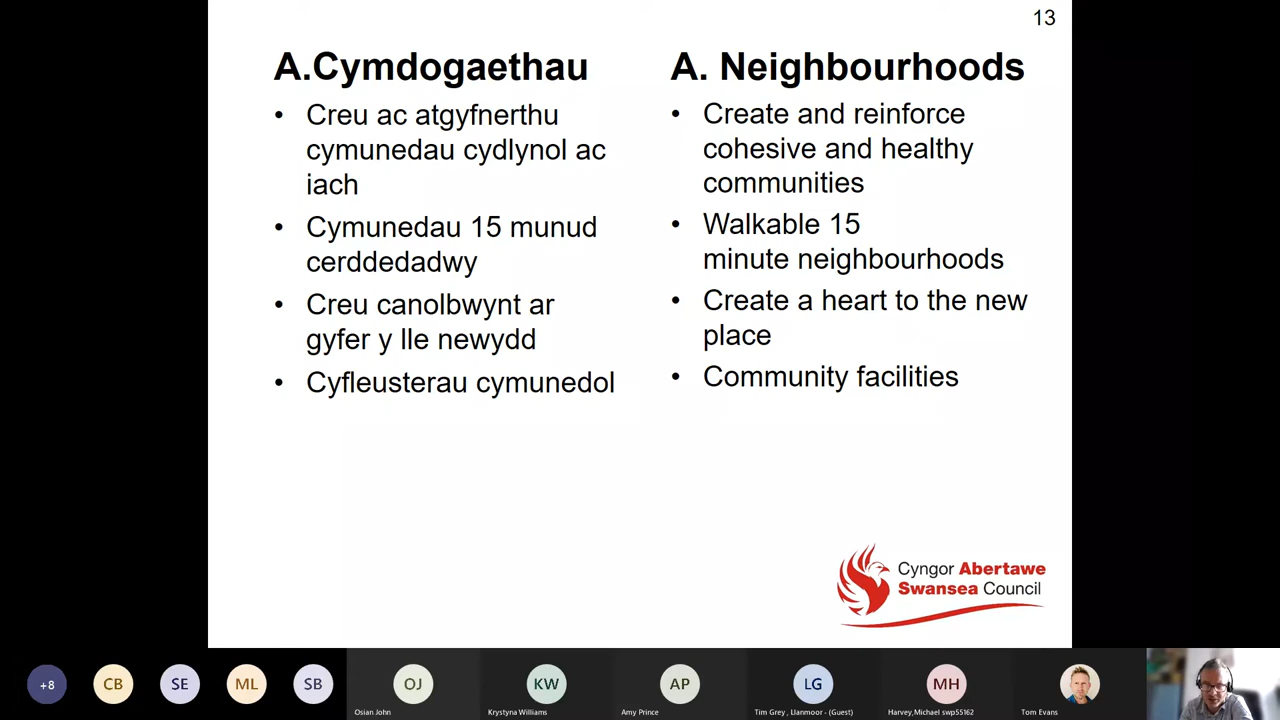 13
A.Cymdogaethau
• Creu ac atgyfnerthu
cymunedau cydlynol ac
iach
• Cymunedau 15 munud
cerddedadwy
• Creu canolbwynt ar
gyfer y lle newydd
• Cyfleusterau cymunedol
A. Neighbourhoods
• Create and reinforce
cohesive and healthy
communities
• Walkable 15
minute neighbourhoods
• Create a heart to the new
place
• Community facilities
Cyngor Abertawe
Swansea Council
+8
CB
SE
ML
SB
OJ
Osian John
KW
Krystyna Williams
AP
Amy Prince
LG
Tim Grey , Llanmoor - (Guest)
MH
Harvey,Michael swp55162
Tom Evans